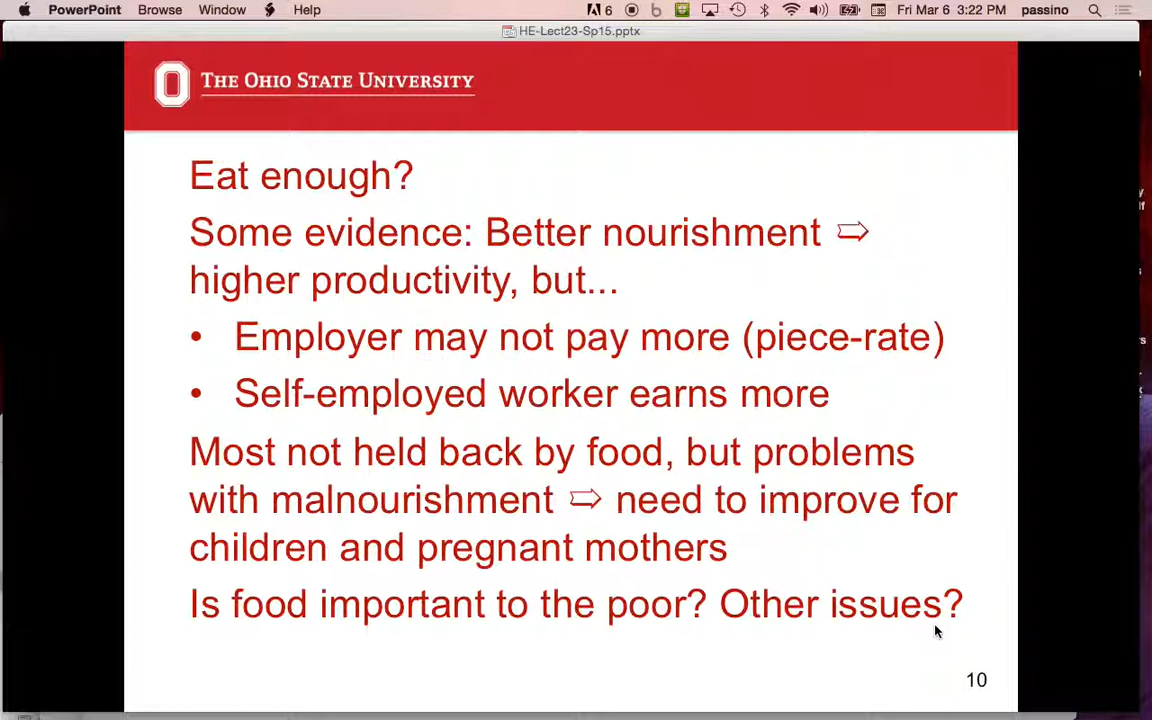 PowerPoint Browse Window Help 6 Fri Mar 6 3:22 PM passino
HE-Lect23-Sp15.pptx
THE OHIO STATE UNIVERSITY
Eat enough?
Some evidence: Better nourishment ⇨
higher productivity, but...
• Employer may not pay more (piece-rate)
• Self-employed worker earns more
Most not held back by food, but problems
with malnourishment ⇨ need to improve for
children and pregnant mothers
Is food important to the poor? Other issues?
10